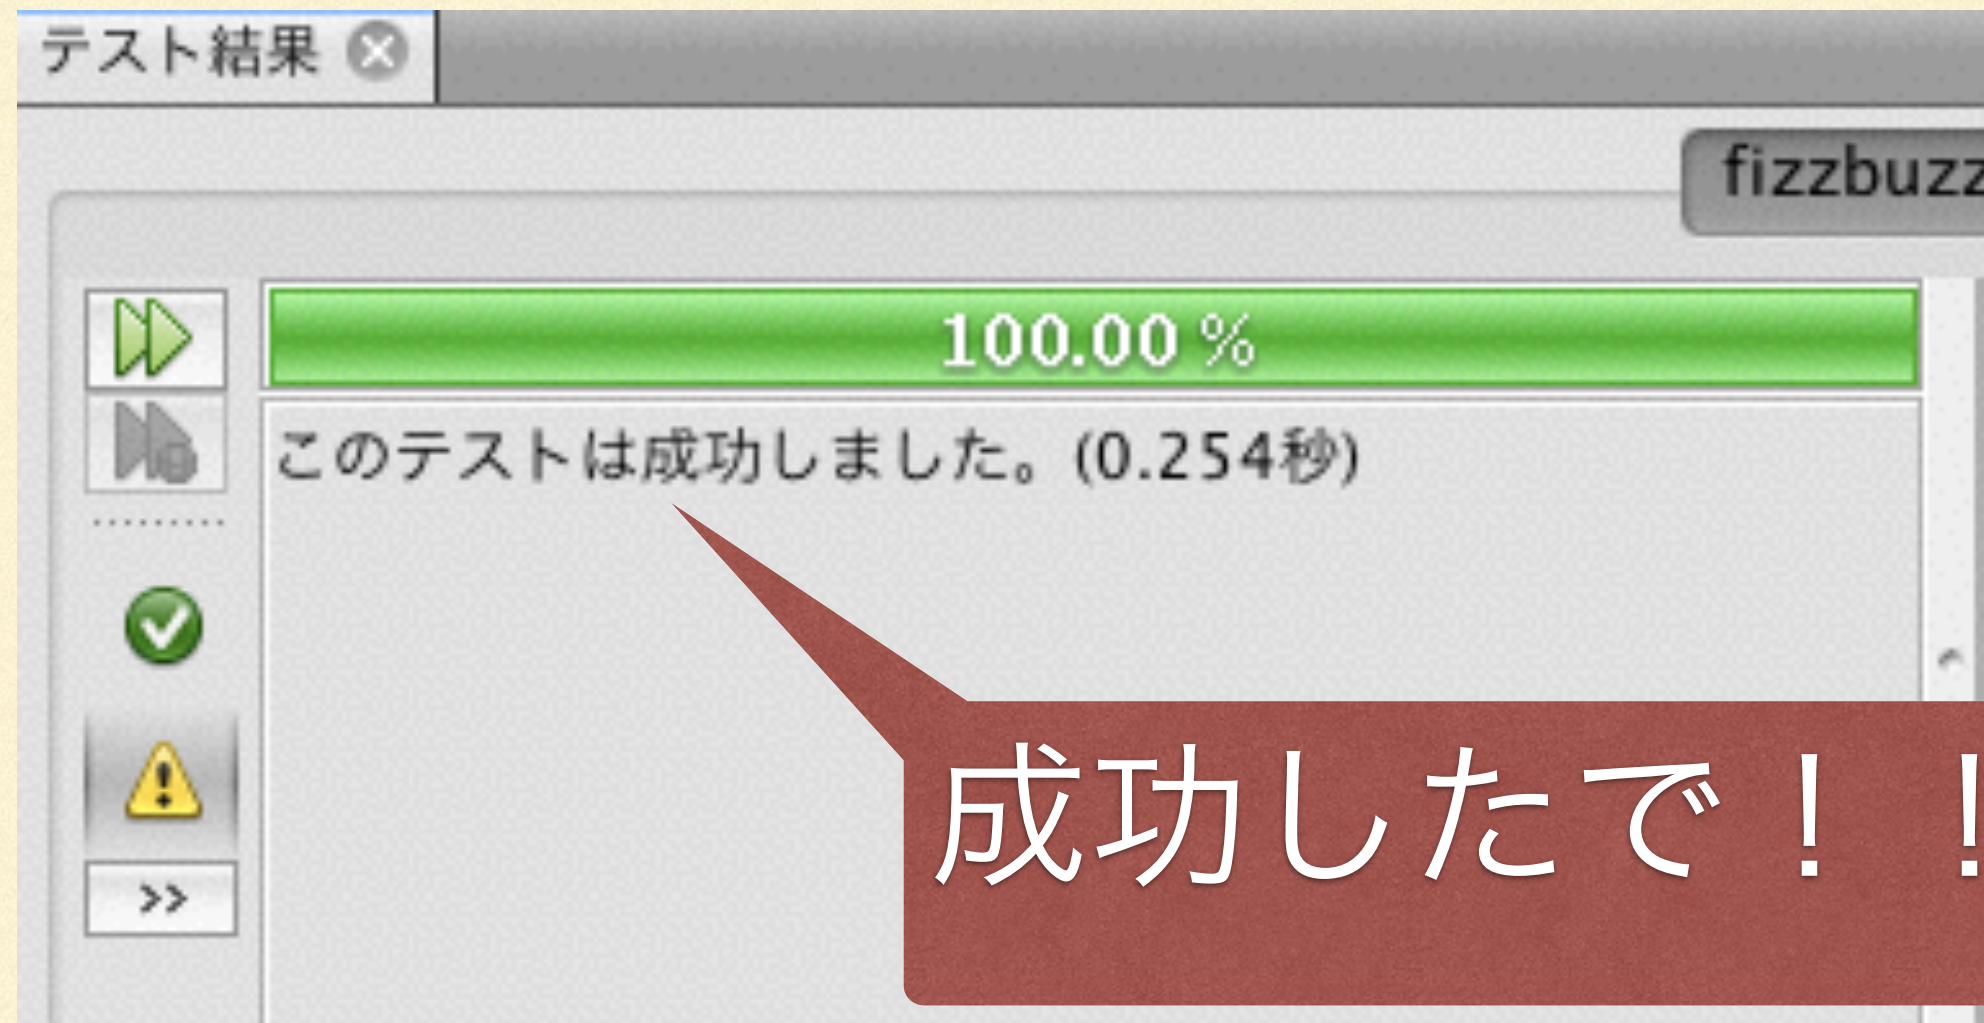 テスト結果
fizzbuzz
100.00 %
このテストは成功しました。(0.254秒)
>>
成功したで！！